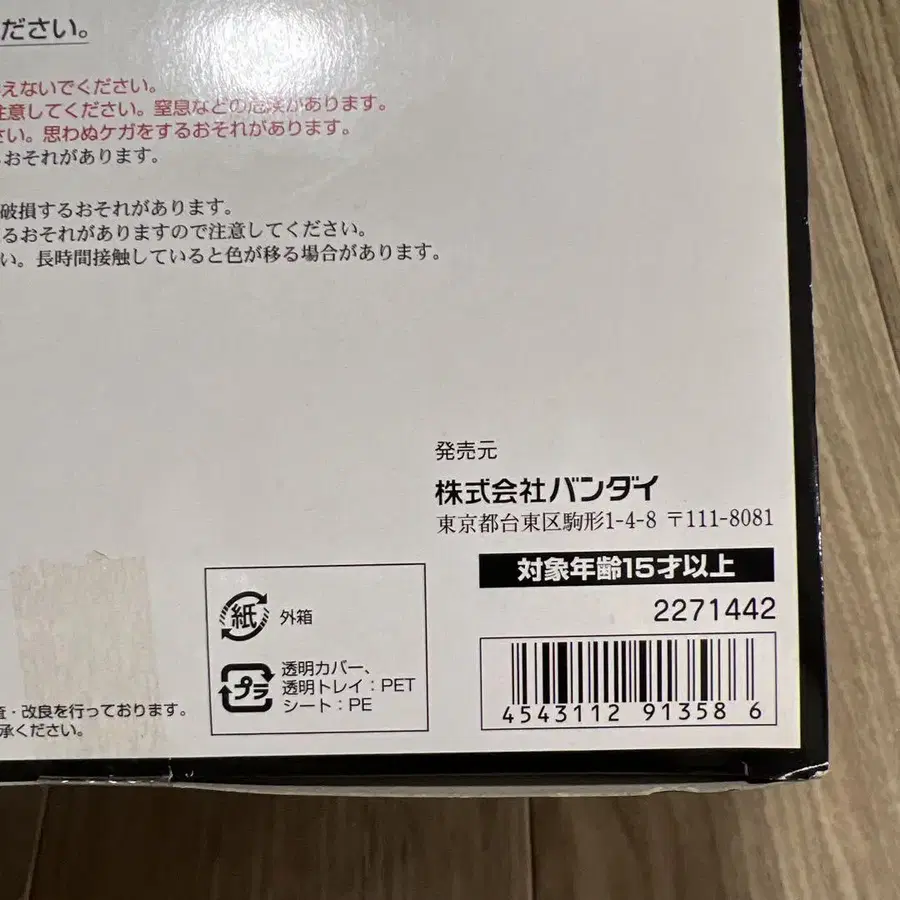 ださい。
えないでください。
注意してください。窒息などの危険があります。
さい。思わぬケガをするおそれがあります。
るおそれがあります。
破損するおそれがあります。
るおそれがありますので注意してください。
い。長時間接触していると色が移る場合があります。
発売元
株式会社バンダイ
東京都台東区駒形1-4-8 〒111-8081
対象年齢15才以上
2271442
紙 外箱
プラ
透明カバー、
透明トレイ:PET
シート:PE
4543112 91358 6
査・改良を行っております。
承ください。